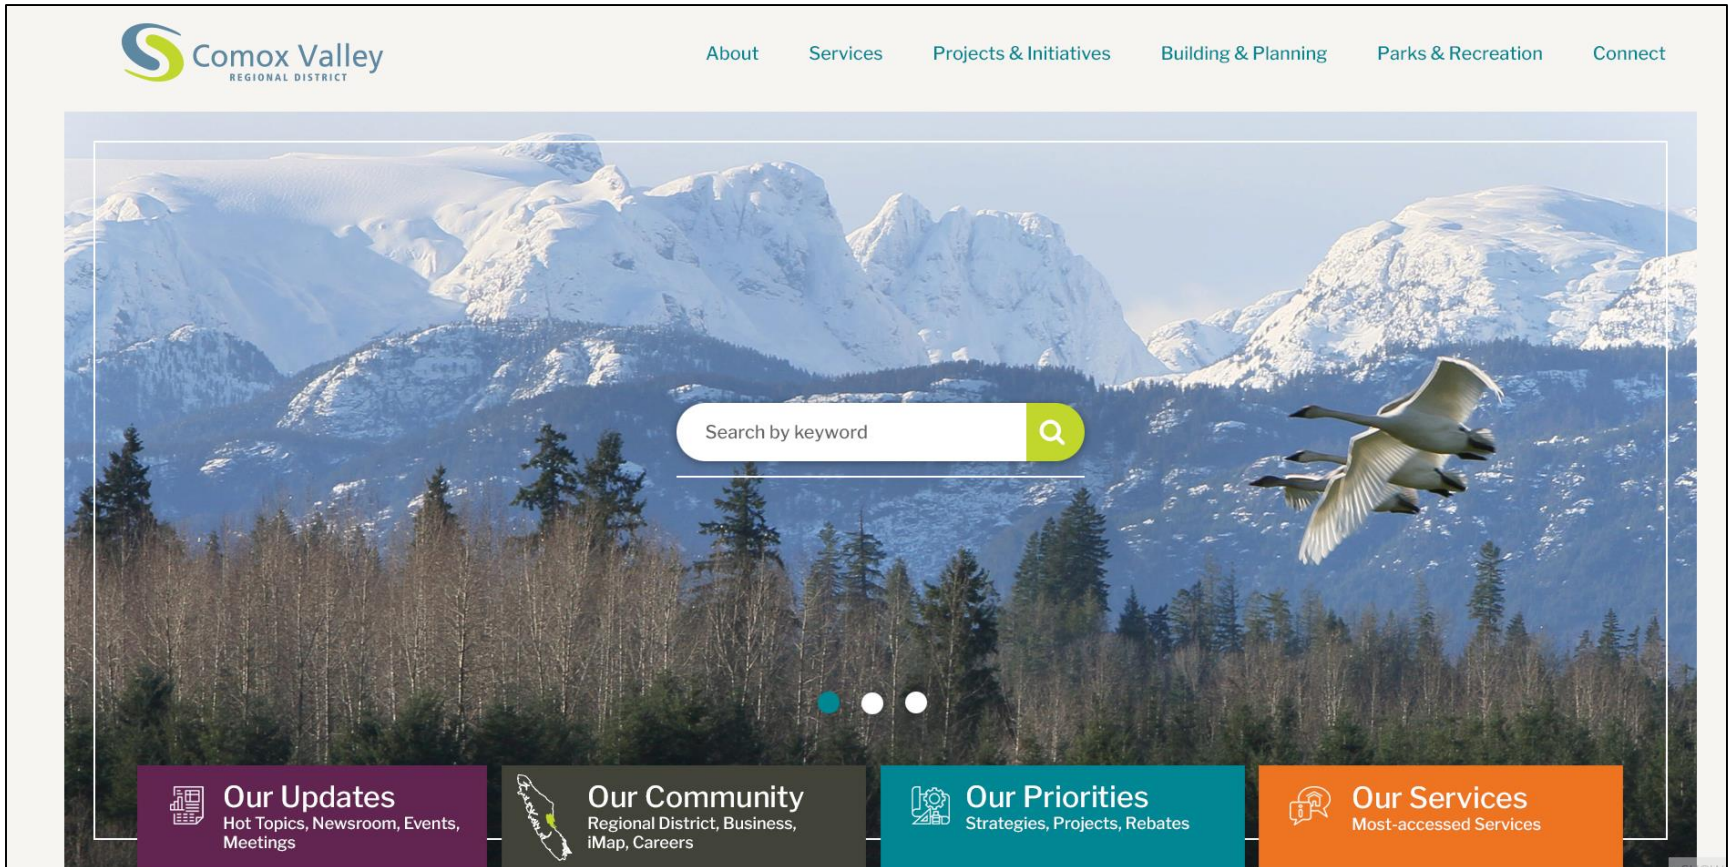 Comox Valley
REGIONAL DISTRICT
About Services Projects & Initiatives Building & Planning Parks & Recreation Connect
Search by keyword
Our Updates
Hot Topics, Newsroom, Events,
Meetings
Our Community
Regional District, Business,
iMap, Careers
Our Priorities
Strategies, Projects, Rebates
Our Services
Most-accessed Services